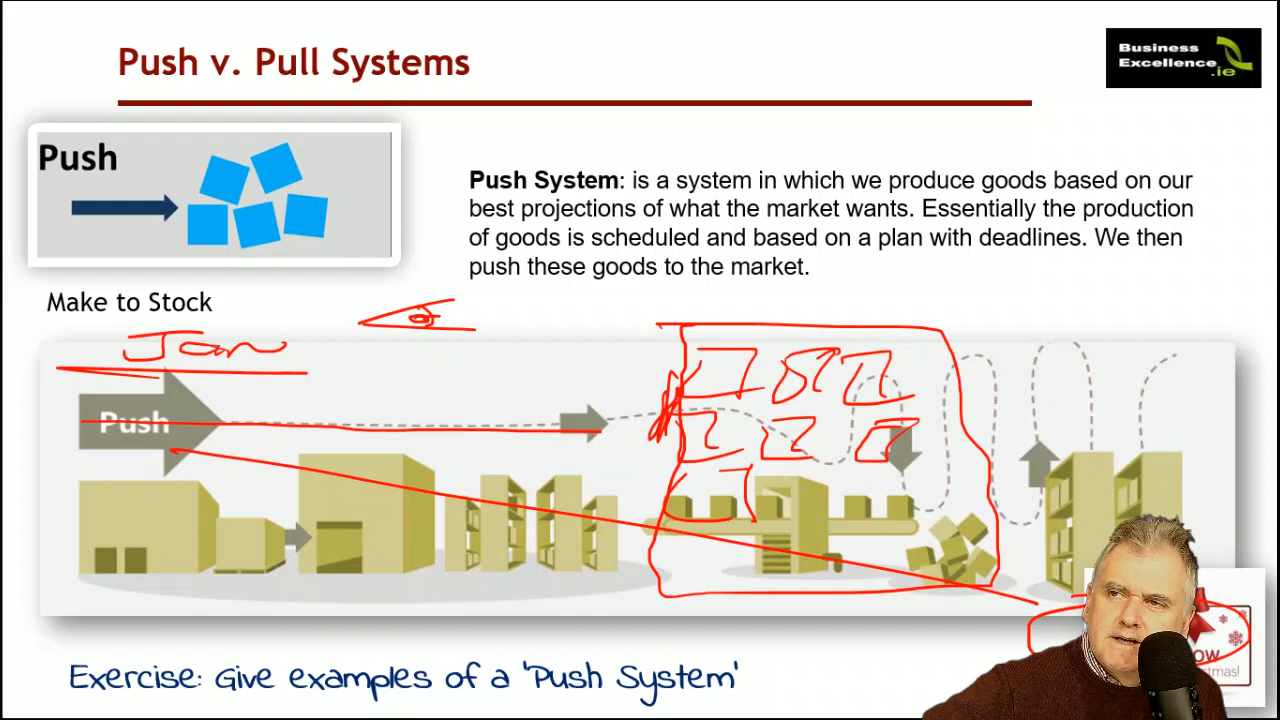 Push v. Pull Systems
Business
Excellence
.ie
Push
Push System: is a system in which we produce goods based on our
best projections of what the market wants. Essentially the production
of goods is scheduled and based on a plan with deadlines. We then
push these goods to the market.
Make to Stock
Jan
Push
Exercise: Give examples of a 'Push System'